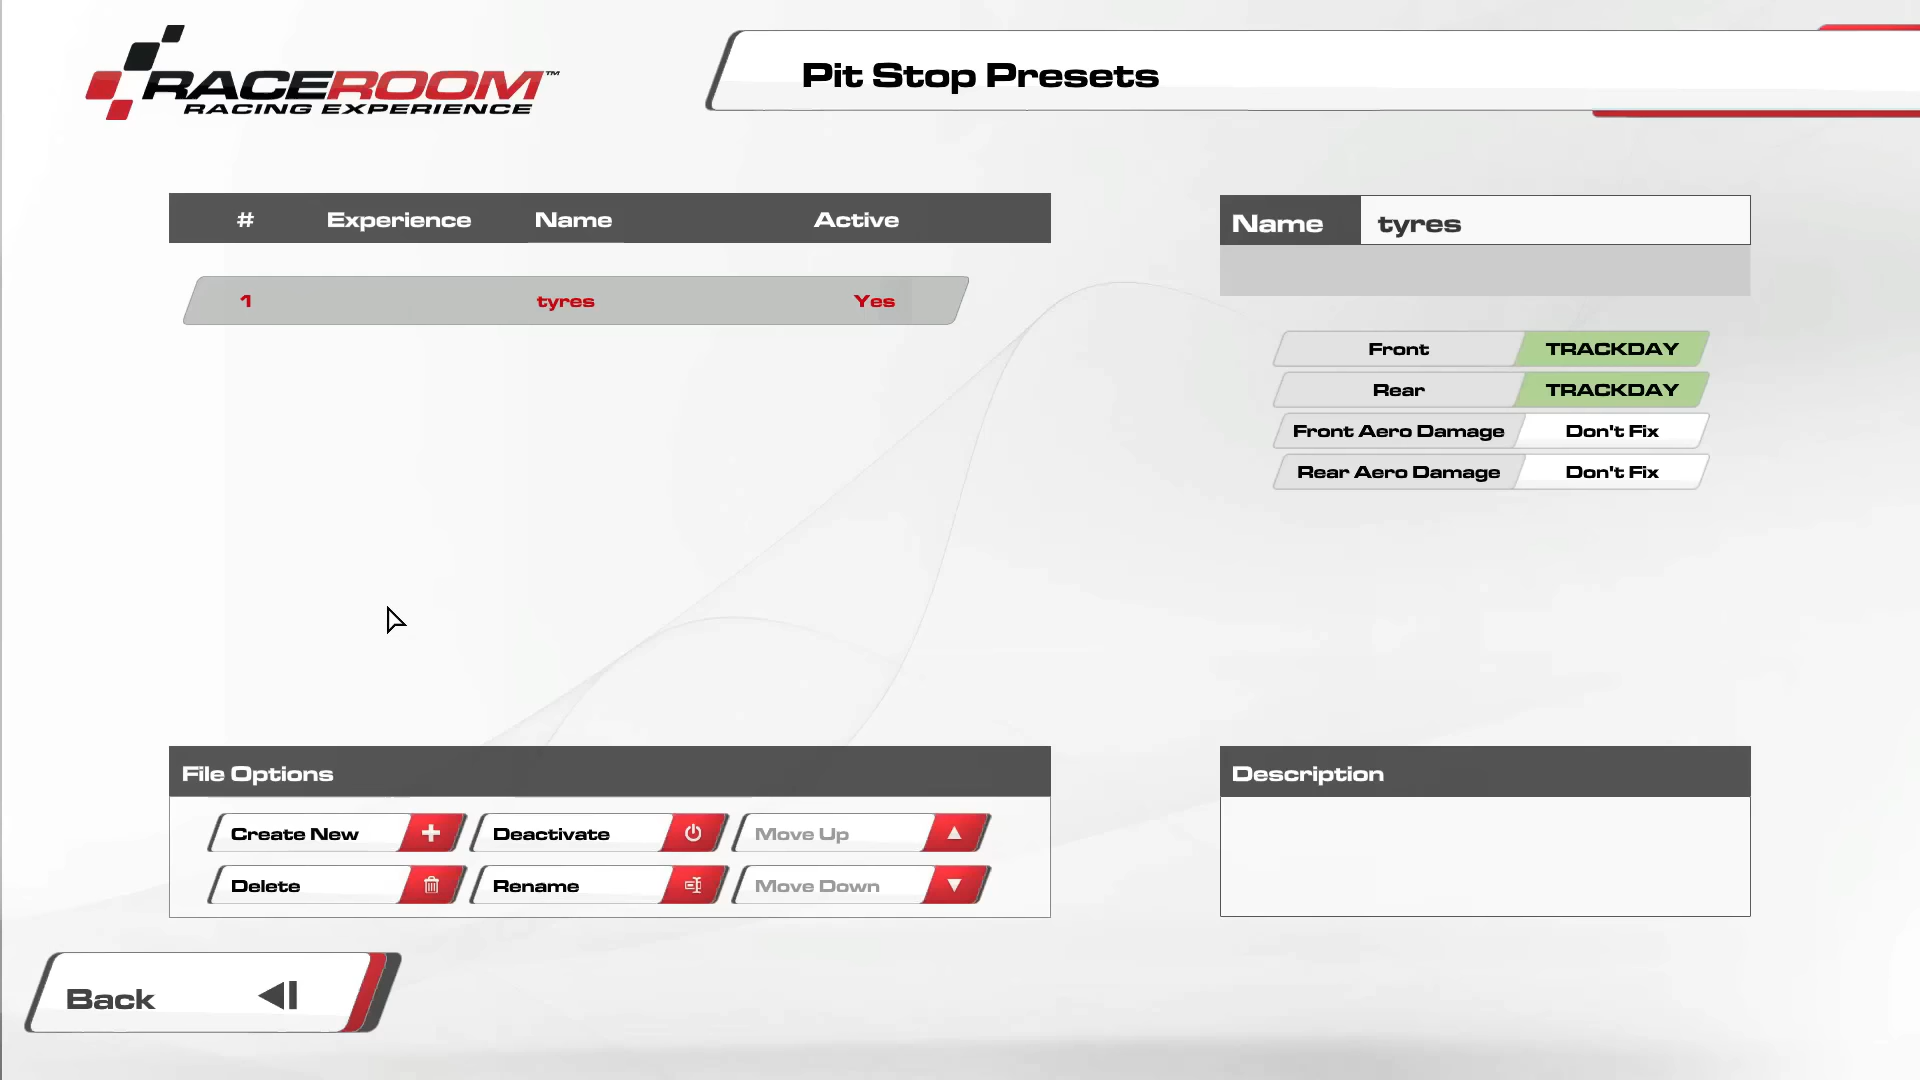 RACEROOM™
RACING EXPERIENCE
Pit Stop Presets
# Experience Name Active
1 tyres Yes
Name tyres
Front TRACKDAY
Rear TRACKDAY
Front Aero Damage Don't Fix
Rear Aero Damage Don't Fix
File Options
Create New Deactivate Move Up
Delete Rename Move Down
Description
Back